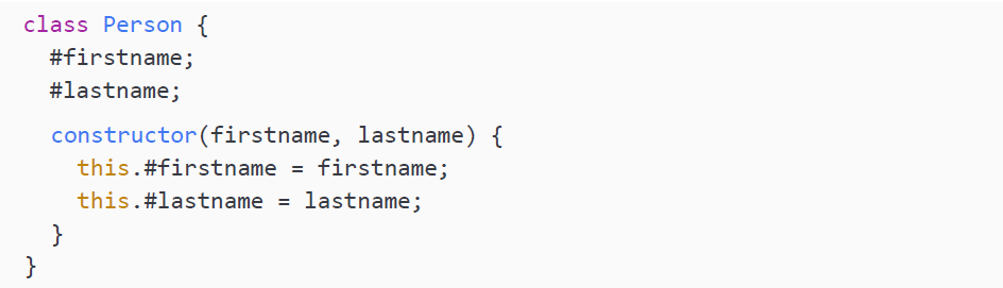 class Person {
  #firstname;
  #lastname;
  constructor(firstname, lastname) {
    this.#firstname = firstname;
    this.#lastname = lastname;
  }
}